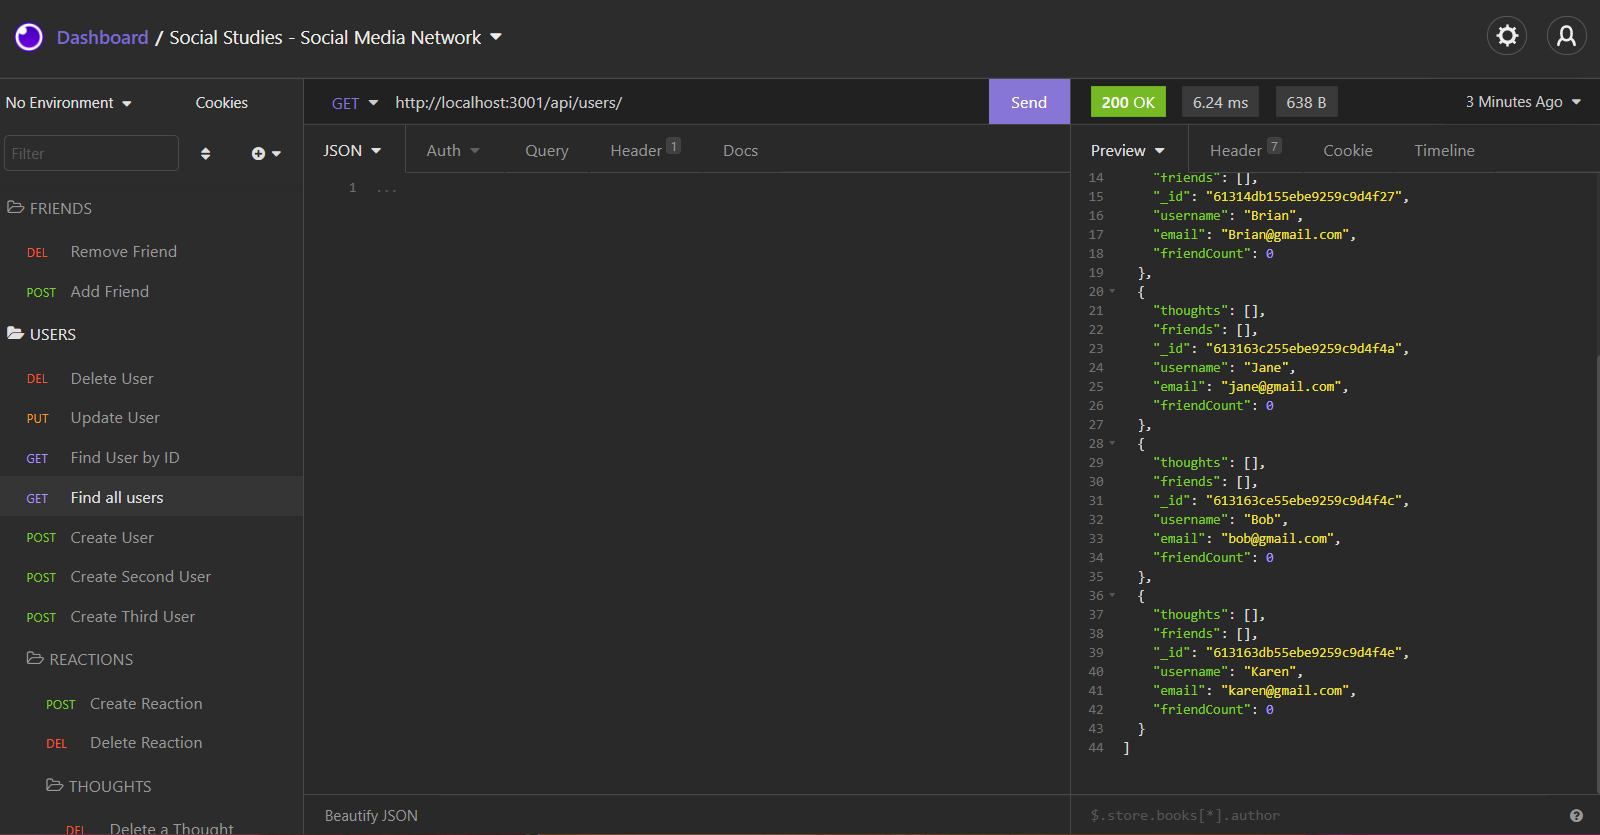 Dashboard / Social Studies - Social Media Network
No Environment
Cookies
Filter
FRIENDS
DEL Remove Friend
POST Add Friend
USERS
DEL Delete User
PUT Update User
GET Find User by ID
GET Find all users
POST Create User
POST Create Second User
POST Create Third User
REACTIONS
POST Create Reaction
DEL Delete Reaction
THOUGHTS
DEL Delete a Thought
GET http://localhost:3001/api/users/ Send
JSON Auth Query Header 1 Docs
1 ...
Beautify JSON
200 OK 6.24 ms 638 B 3 Minutes Ago
Preview Header 7 Cookie Timeline
14 "friends": [],
15 "_id": "61314db155ebe9259c9d4f27",
16 "username": "Brian",
17 "email": "Brian@gmail.com",
18 "friendCount": 0
19 },
20 {
21 "thoughts": [],
22 "friends": [],
23 "_id": "613163c255ebe9259c9d4f4a",
24 "username": "Jane",
25 "email": "jane@gmail.com",
26 "friendCount": 0
27 },
28 {
29 "thoughts": [],
30 "friends": [],
31 "_id": "613163ce55ebe9259c9d4f4c",
32 "username": "Bob",
33 "email": "bob@gmail.com",
34 "friendCount": 0
35 },
36 {
37 "thoughts": [],
38 "friends": [],
39 "_id": "613163db55ebe9259c9d4f4e",
40 "username": "Karen",
41 "email": "karen@gmail.com",
42 "friendCount": 0
43 }
44 ]
$.store.books[*].author